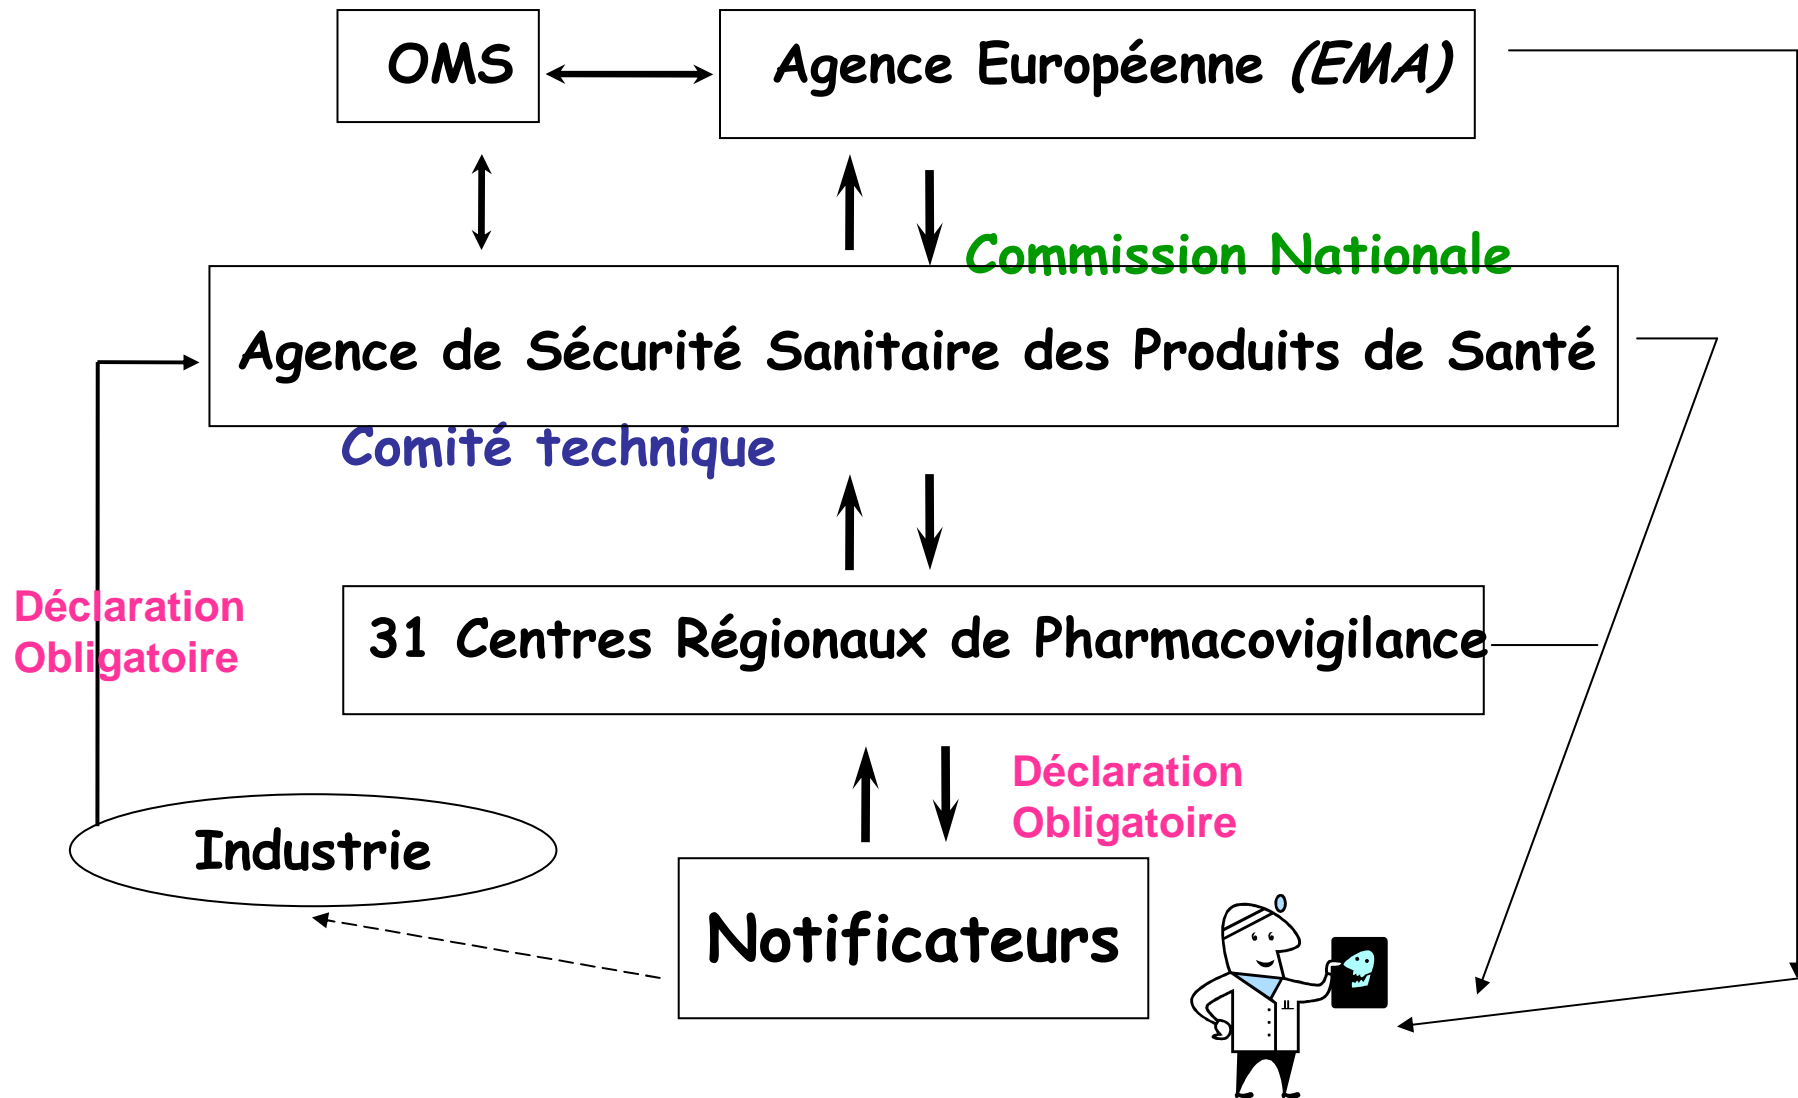 OMS
Agence Européenne (EMA)
Commission Nationale
Agence de Sécurité Sanitaire des Produits de Santé
Comité technique
Déclaration
Obligatoire
31 Centres Régionaux de Pharmacovigilance
Déclaration
Obligatoire
Industrie
Notificateurs